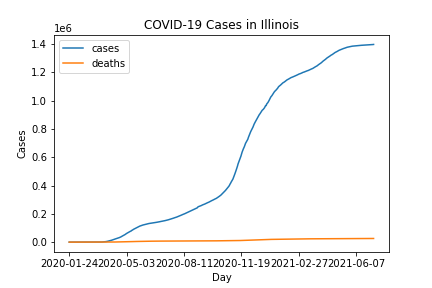 COVID-19 Cases in Illinois
1e6
cases
deaths
1.4
1.2
1.0
0.8
0.6
0.4
0.2
0.0
Cases
2020-01-24 2020-05-03 2020-08-11 2020-11-19 2021-02-27 2021-06-07
Day